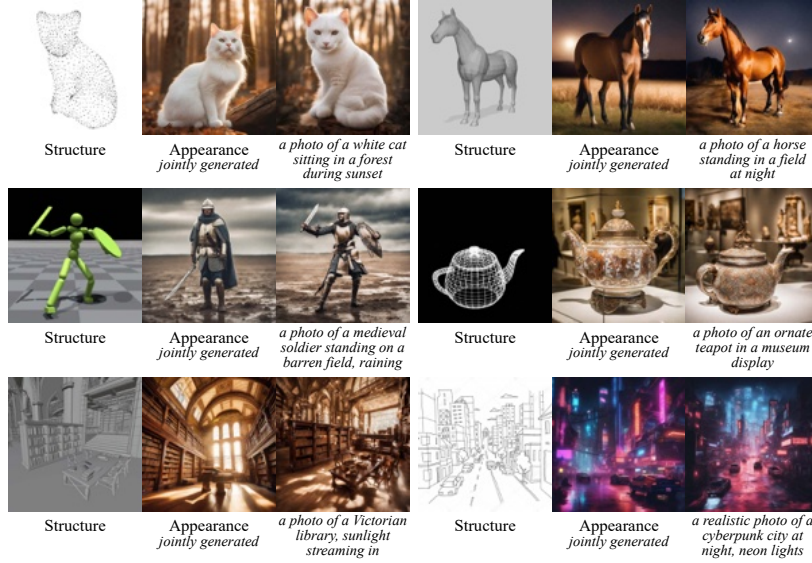 Structure
Appearance
jointly generated
a photo of a white cat
sitting in a forest
during sunset
Structure
Appearance
jointly generated
a photo of a horse
standing in a field
at night
Structure
Appearance
jointly generated
a photo of a medieval
soldier standing on a
barren field, raining
Structure
Appearance
jointly generated
a photo of an ornate
teapot in a museum
display
Structure
Appearance
jointly generated
a photo of a Victorian
library, sunlight
streaming in
Structure
Appearance
jointly generated
a realistic photo of a
cyberpunk city at
night, neon lights